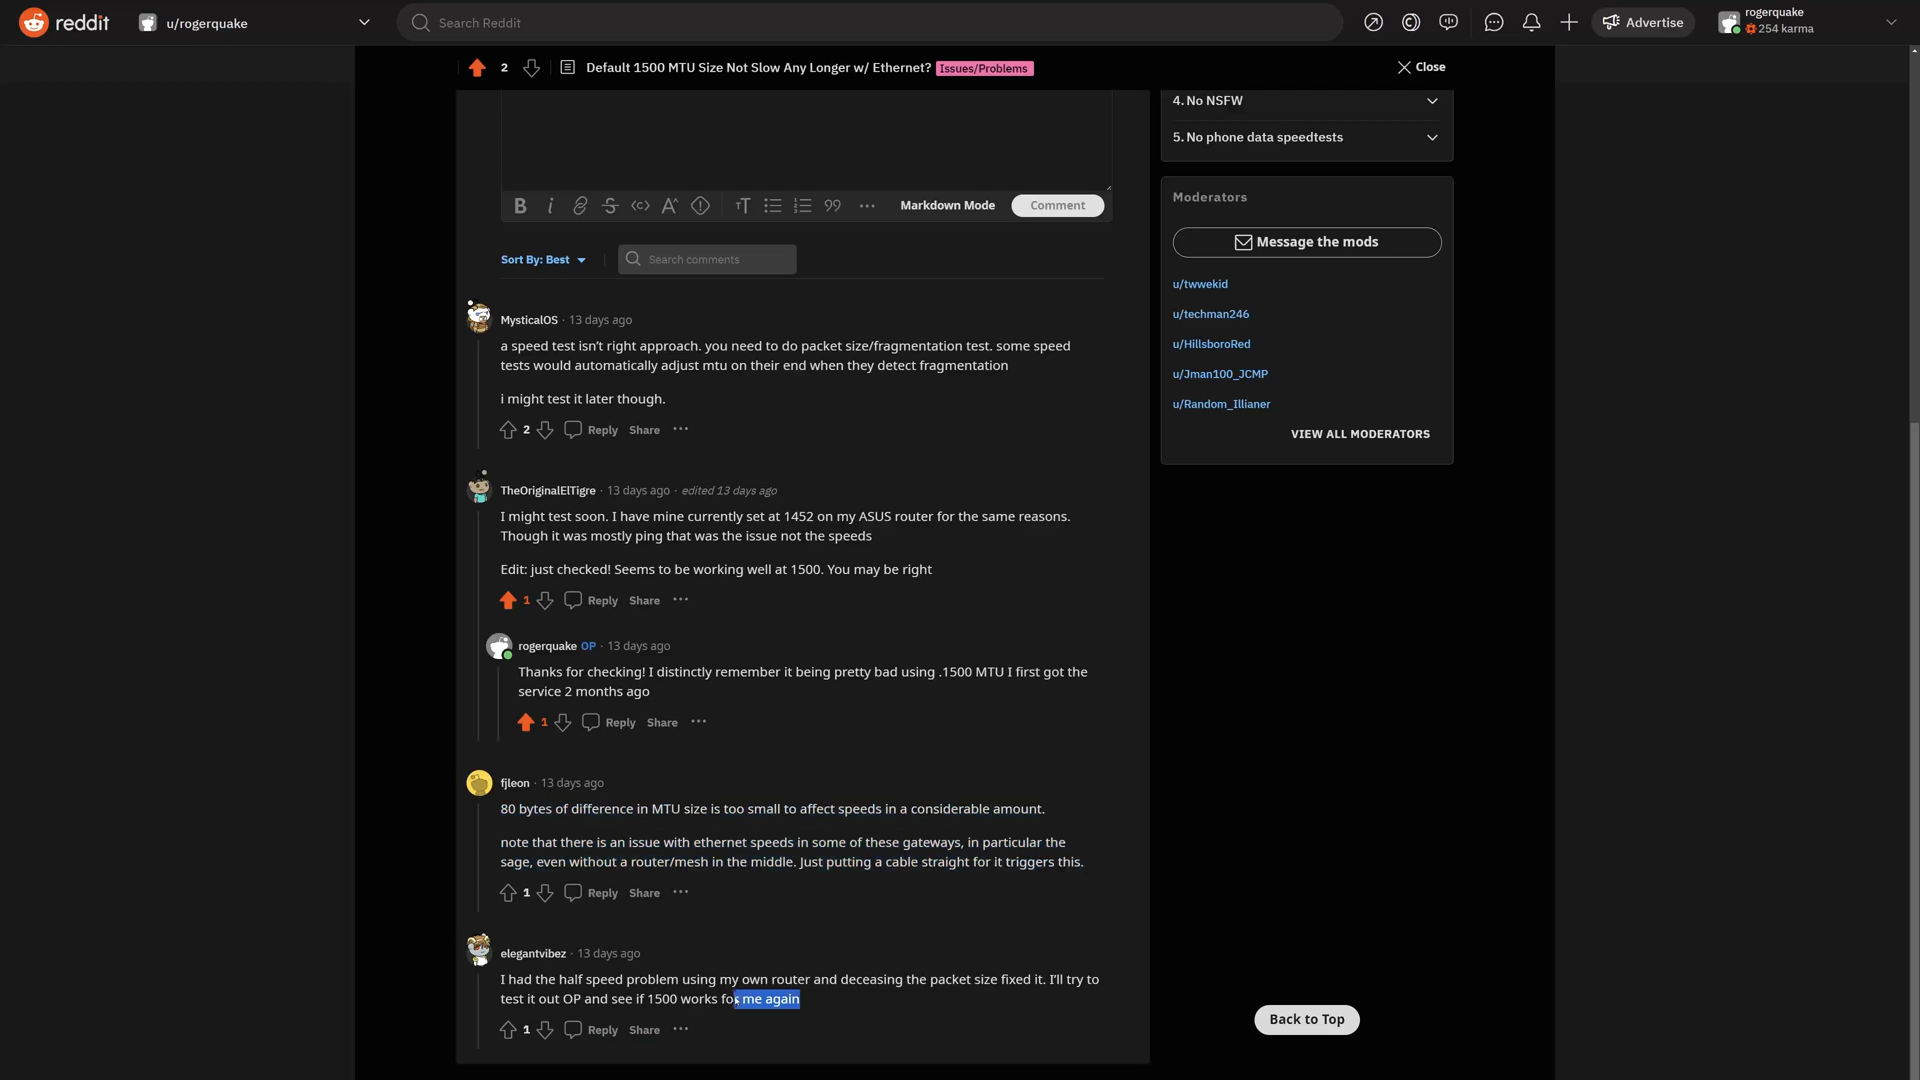 reddit
u/rogerquake
Search Reddit
Advertise
rogerquake
254 karma
2
Default 1500 MTU Size Not Slow Any Longer w/ Ethernet? Issues/Problems
Close
Markdown Mode
Comment
Sort By: Best
Search comments
MysticalOS · 13 days ago
a speed test isn't right approach. you need to do packet size/fragmentation test. some speed
tests would automatically adjust mtu on their end when they detect fragmentation
i might test it later though.
2 Reply Share ···
TheOriginalElTigre · 13 days ago · edited 13 days ago
I might test soon. I have mine currently set at 1452 on my ASUS router for the same reasons.
Though it was mostly ping that was the issue not the speeds
Edit: just checked! Seems to be working well at 1500. You may be right
1 Reply Share ···
rogerquake OP · 13 days ago
Thanks for checking! I distinctly remember it being pretty bad using .1500 MTU I first got the
service 2 months ago
1 Reply Share ···
fjleon · 13 days ago
80 bytes of difference in MTU size is too small to affect speeds in a considerable amount.
note that there is an issue with ethernet speeds in some of these gateways, in particular the
sage, even without a router/mesh in the middle. Just putting a cable straight for it triggers this.
1 Reply Share ···
elegantvibez · 13 days ago
I had the half speed problem using my own router and deceasing the packet size fixed it. I'll try to
test it out OP and see if 1500 works for me again
1 Reply Share ···
4. No NSFW
5. No phone data speedtests
Moderators
Message the mods
u/twwekid
u/techman246
u/HillsboroRed
u/Jman100_JCMP
u/Random_Illianer
VIEW ALL MODERATORS
Back to Top